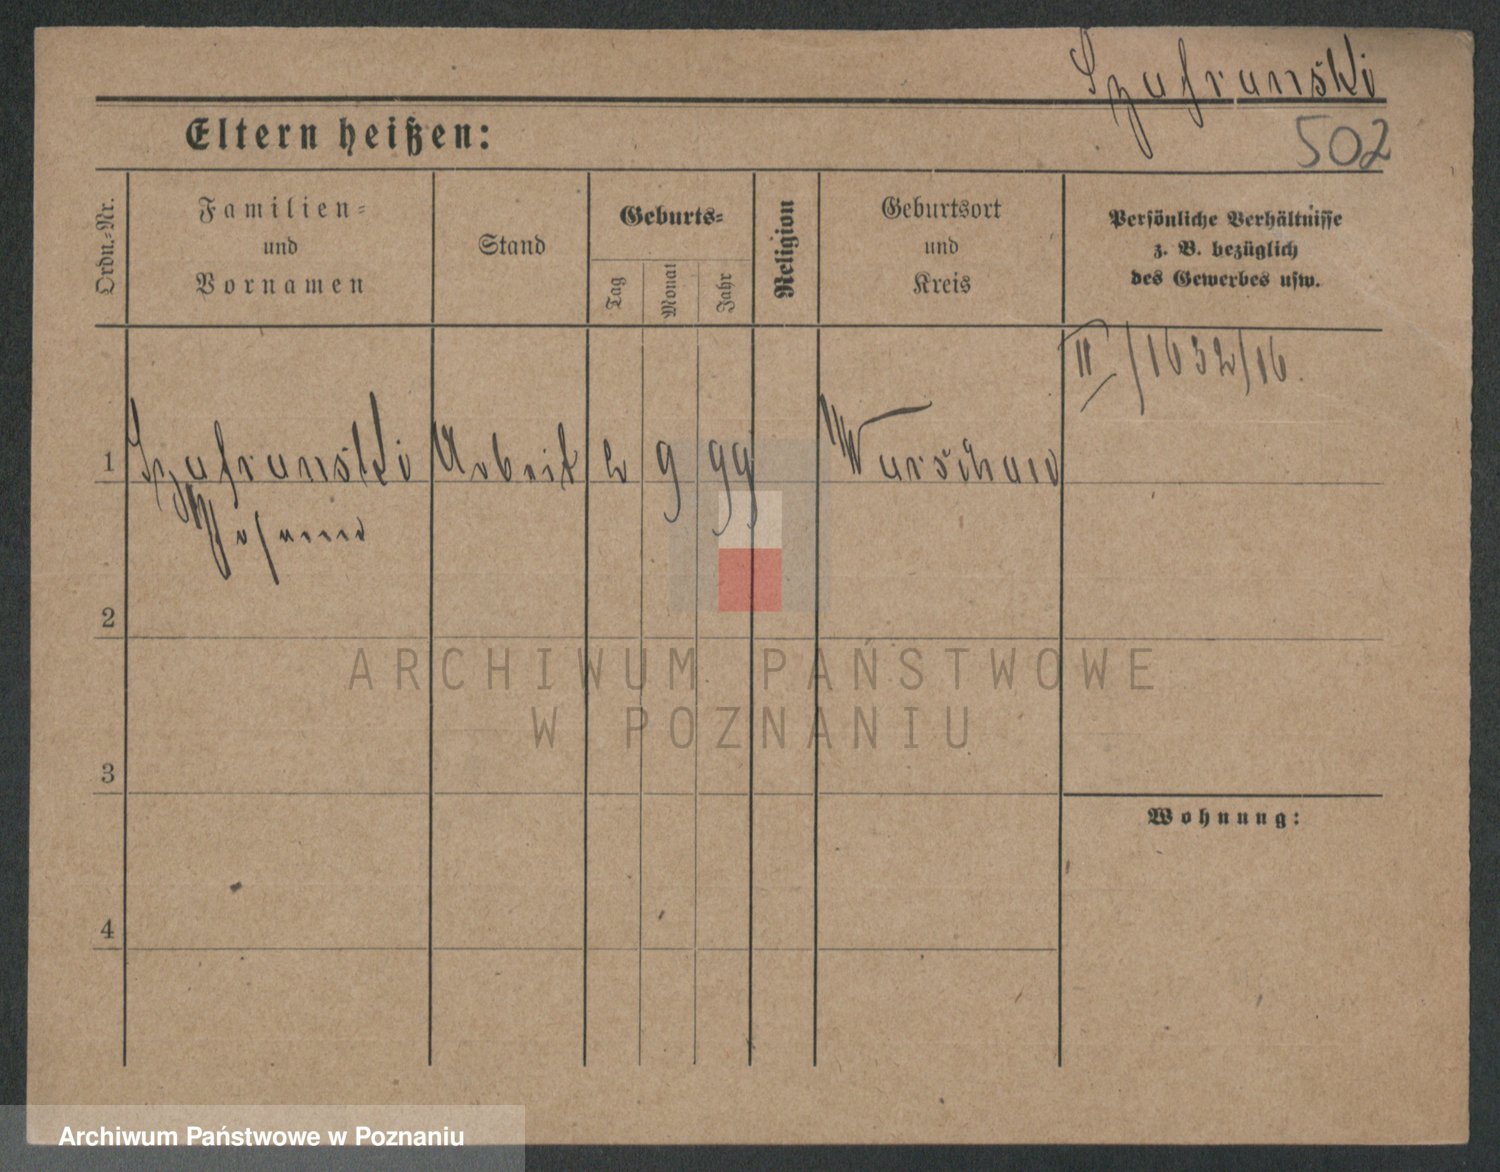 Szafranski
Eltern heißen:
502
Ordn.-Nr.
Familien-
und
Vornamen
Stand
Geburts-
Tag
Monat
Jahr
Religion
Geburtsort
und
Kreis
Persönliche Verhältnisse
z. B. bezüglich
des Gewerbes usw.
II/1632/16.
1 Szafranski Arbeit 2 9 99 Warschau
2
ARCHIWUM PAŃSTWOWE
W POZNANIU
3
Wohnung:
4
Archiwum Państwowe w Poznaniu